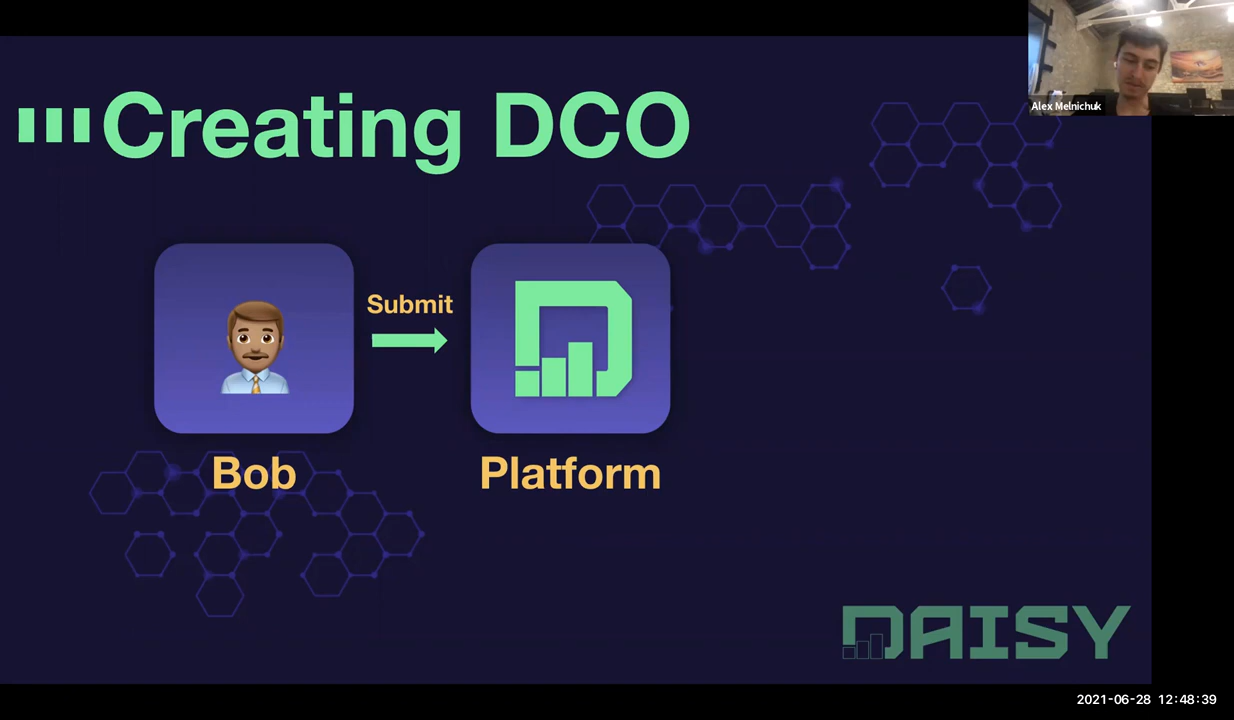 Alex Melnichuk
Creating DCO
Submit
Bob
Platform
DAISY
2021-06-28 12:48:39